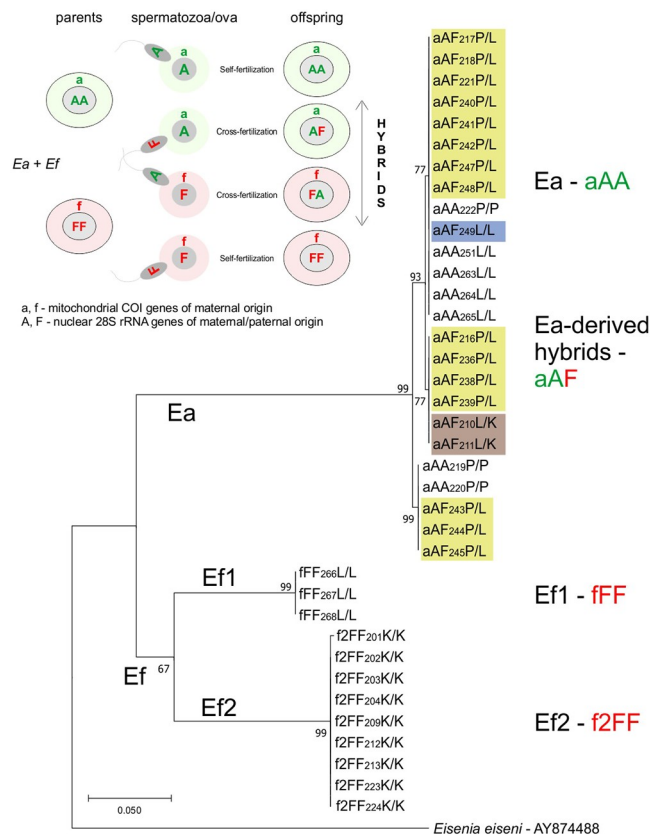 parents spermatozoa/ova offspring
a
AA
A
a
A
Self-fertilization
a
AA
F
a
A
Cross-fertilization
a
AF
Ea + Ef
A
f
F
Cross-fertilization
f
FA
HYBRIDS
f
FF
F
f
F
Self-fertilization
f
FF
a, f - mitochondrial COI genes of maternal origin
A, F - nuclear 28S rRNA genes of maternal/paternal origin
aAF217P/L
aAF218P/L
aAF221P/L
aAF240P/L
aAF241P/L
aAF242P/L
aAF247P/L
aAF248P/L
aAA222P/P
aAF249L/L
aAA251L/L
aAA263L/L
aAA264L/L
aAA265L/L
aAF216P/L
aAF236P/L
aAF238P/L
aAF239P/L
aAF210L/K
aAF211L/K
aAA219P/P
aAA220P/P
aAF243P/L
aAF244P/L
aAF245P/L
77
93
99
77
99
Ea
Ea - aAA
Ea-derived
hybrids -
aAF
Ef1
99
fFF266L/L
fFF267L/L
fFF268L/L
Ef1 - fFF
Ef
67
Ef2
99
f2FF201K/K
f2FF202K/K
f2FF203K/K
f2FF204K/K
f2FF209K/K
f2FF212K/K
f2FF213K/K
f2FF223K/K
f2FF224K/K
Ef2 - f2FF
0.050
Eisenia eiseni - AY874488